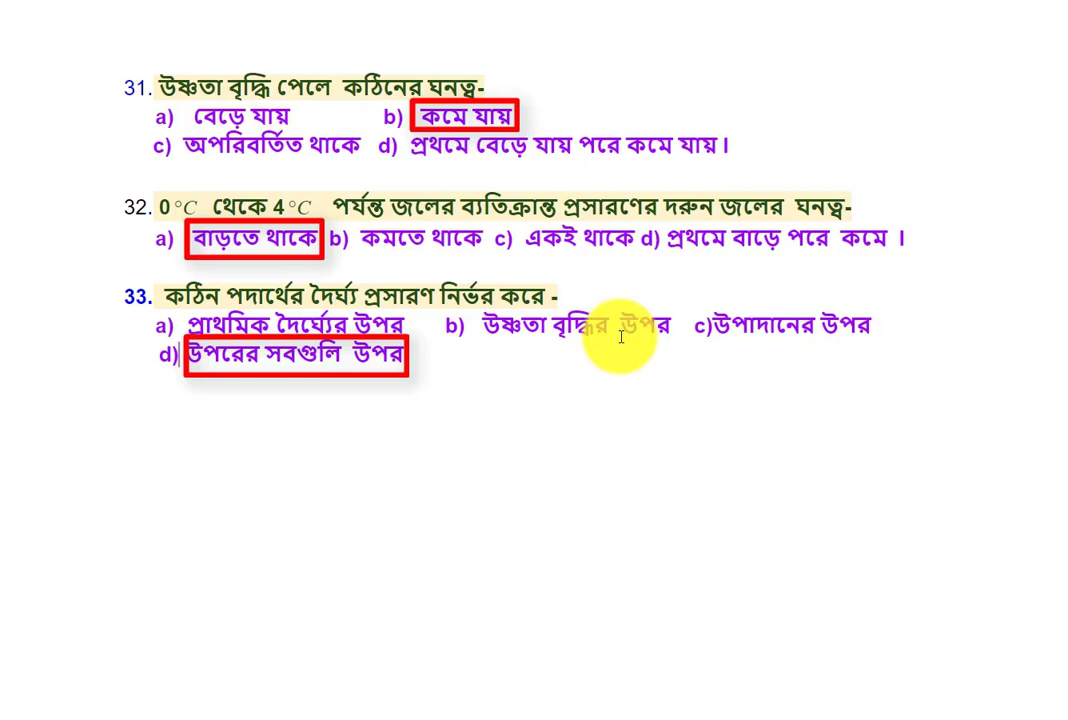 31. উষ্ণতা বৃদ্ধি পেলে কঠিনের ঘনত্ব-
a) বেড়ে যায় b) কমে যায়
c) অপরিবর্তিত থাকে d) প্রথমে বেড়ে যায় পরে কমে যায়।
32. 0°C থেকে 4°C পর্যন্ত জলের ব্যতিক্রান্ত প্রসারণের দরুন জলের ঘনত্ব-
a) বাড়তে থাকে b) কমতে থাকে c) একই থাকে d) প্রথমে বাড়ে পরে কমে ।
33. কঠিন পদার্থের দৈর্ঘ্য প্রসারণ নির্ভর করে -
a) প্রাথমিক দৈর্ঘ্যের উপর b) উষ্ণতা বৃদ্ধির উপর c)উপাদানের উপর
d) উপরের সবগুলি উপর